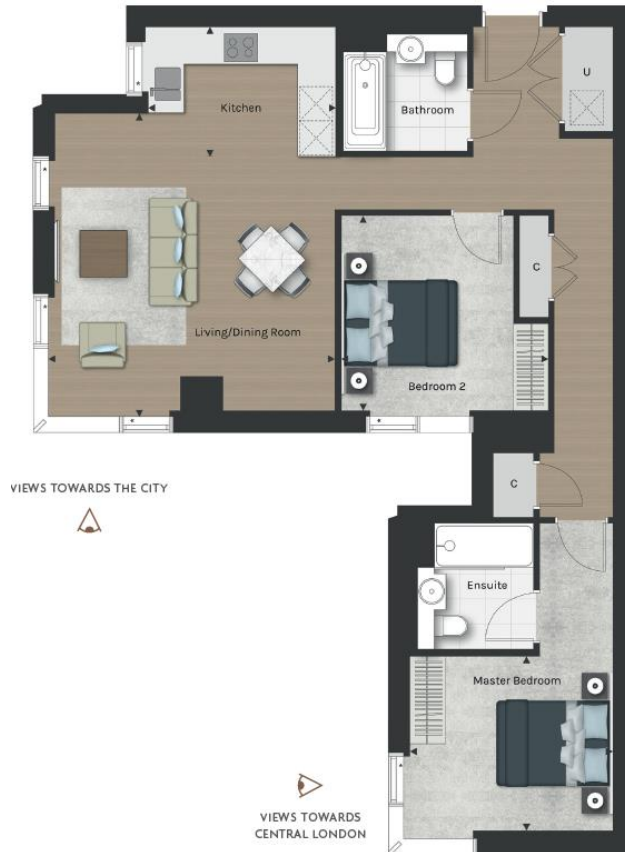 U
Kitchen
Bathroom
C
Living/Dining Room
Bedroom 2
C
VIEWS TOWARDS THE CITY
Ensuite
Master Bedroom
VIEWS TOWARDS
CENTRAL LONDON